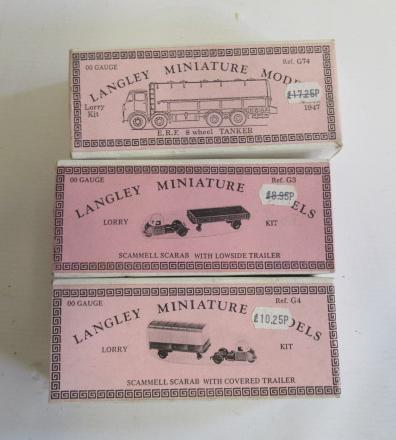 00 GAUGE Ref. G74
LANGLEY MINIATURE MODE
£17.25P
Lorry
Kit
1947
E.R.F. 8 wheel TANKER
00 GAUGE Ref. G3
LANGLEY MINIATURE ELS
£8.95P
LORRY KIT
SCAMMELL SCARAB WITH LOWSIDE TRAILER
00 GAUGE Ref. G4
LANGLEY MINIATURE DELS
£10.25P
LORRY KIT
SCAMMELL SCARAB WITH COVERED TRAILER